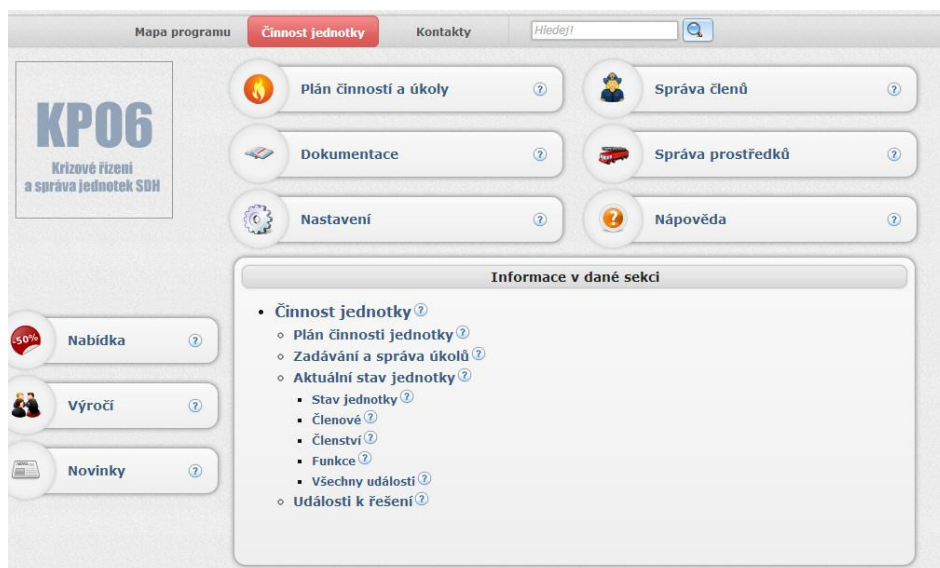 Mapa programu
Činnost jednotky
Kontakty
Hledej!
KP06
Krizové řízení
a správa jednotek SDH
Plán činností a úkoly
?
Správa členů
?
Dokumentace
?
Správa prostředků
?
Nastavení
?
?
Nápověda
?
-50%
Nabídka
?
Výročí
?
Novinky
?
Informace v dané sekci
Činnost jednotky ?
Plán činnosti jednotky ?
Zadávání a správa úkolů ?
Aktuální stav jednotky ?
Stav jednotky ?
Členové ?
Členství ?
Funkce ?
Všechny události ?
Události k řešení ?